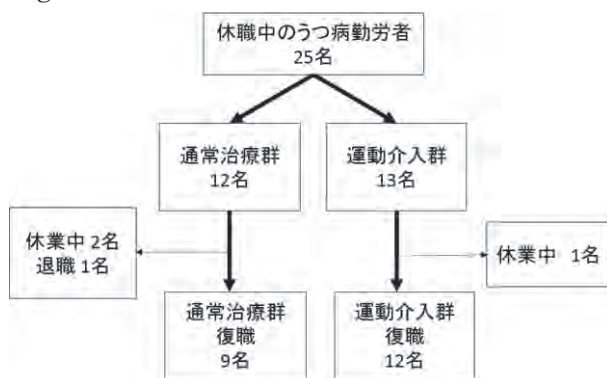 休職中のうつ病勤労者
25名
通常治療群
12名
運動介入群
13名
休業中 2名
退職 1名
休業中 1名
通常治療群
復職
9名
運動介入群
復職
12名